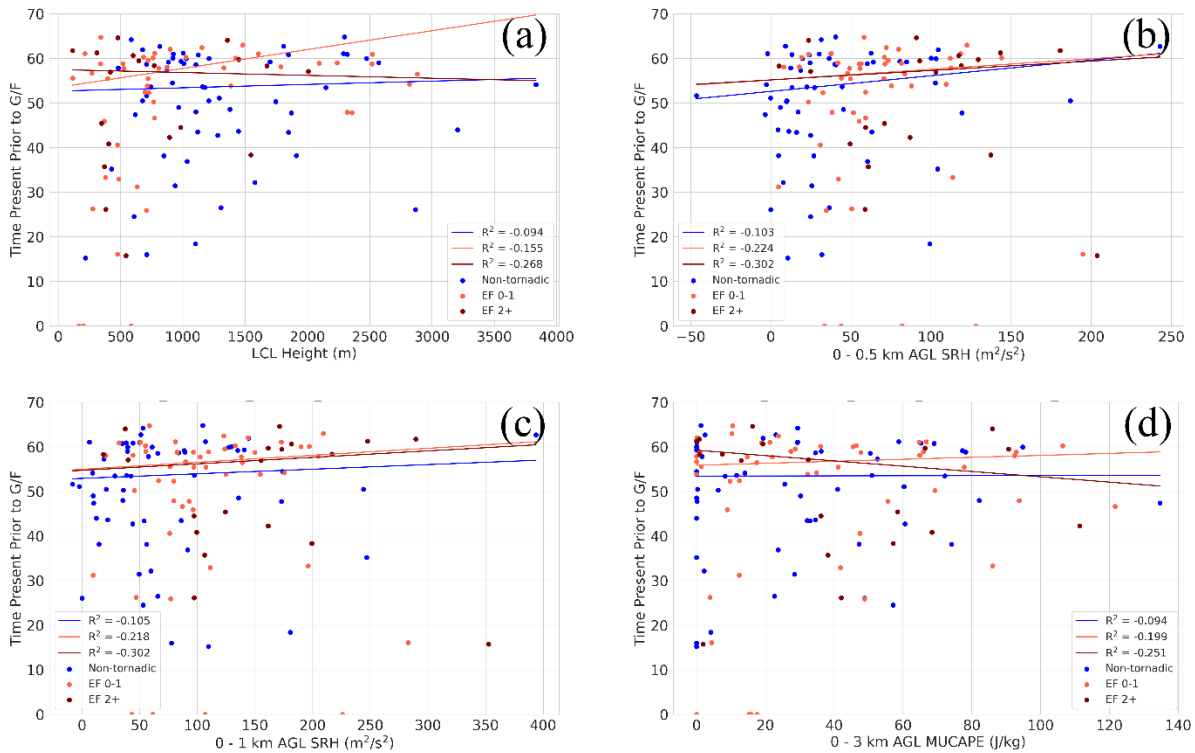 (a)
70
60
50
40
30
20
10
0
Time Present Prior to G/F
R² = -0.094
R² = -0.155
R² = -0.268
Non-tornadic
EF 0-1
EF 2+
0 500 1000 1500 2000 2500 3000 3500 4000
LCL Height (m)
(b)
70
60
50
40
30
20
10
0
Time Present Prior to G/F
R² = -0.103
R² = -0.224
R² = -0.302
Non-tornadic
EF 0-1
EF 2+
−50 0 50 100 150 200 250
0 - 0.5 km AGL SRH (m²/s²)
(c)
70
60
50
40
30
20
10
0
Time Present Prior to G/F
R² = -0.105
R² = -0.218
R² = -0.302
Non-tornadic
EF 0-1
EF 2+
0 50 100 150 200 250 300 350 400
0 - 1 km AGL SRH (m²/s²)
(d)
70
60
50
40
30
20
10
0
Time Present Prior to G/F
R² = -0.094
R² = -0.199
R² = -0.251
Non-tornadic
EF 0-1
EF 2+
0 20 40 60 80 100 120 140
0 - 3 km AGL MUCAPE (J/kg)